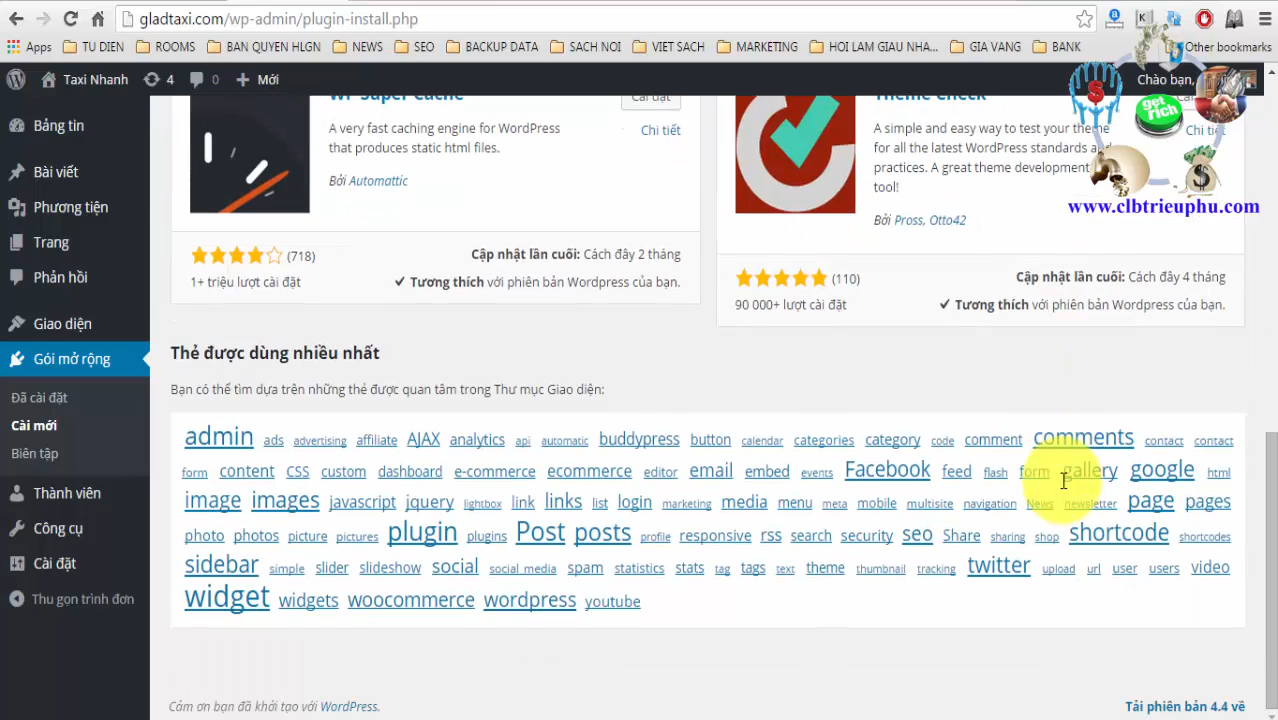 gladtaxi.com/wp-admin/plugin-install.php
Apps TU DIEN ROOMS BAN QUYEN HLGN NEWS SEO BACKUP DATA SACH NOI VIET SACH MARKETING HOI LAM GIAU NHA... GIA VANG BANK Other bookmarks
Taxi Nhanh 4 0 Mới Chào bạn,
Bảng tin
Bài viết
Phương tiện
Trang
Phản hồi
Giao diện
Gói mở rộng
Đã cài đặt
Cài mới
Biên tập
Thành viên
Công cụ
Cài đặt
Thu gọn trình đơn
WP Super Cache
Cài đặt
Chi tiết
A very fast caching engine for WordPress
that produces static html files.
Bởi Automattic
(718)
1+ triệu lượt cài đặt
Cập nhật lần cuối: Cách đây 2 tháng
Tương thích với phiên bản Wordpress của bạn.
Theme Check
Chi tiết
A simple and easy way to test your theme
for all the latest WordPress standards and
practices. A great theme development
tool!
Bởi Pross, Otto42
(110)
90 000+ lượt cài đặt
Cập nhật lần cuối: Cách đây 4 tháng
Tương thích với phiên bản Wordpress của bạn.
$
get rich
$
www.clbtrieuphu.com
Thẻ được dùng nhiều nhất
Bạn có thể tìm dựa trên những thẻ được quan tâm trong Thư mục Giao diện:
admin ads advertising affiliate AJAX analytics api automatic buddypress button calendar categories category code comment comments contact contact
form content CSS custom dashboard e-commerce ecommerce editor email embed events Facebook feed flash form gallery google html
image images javascript jquery lightbox link links list login marketing media menu meta mobile multisite navigation News newsletter page pages
photo photos picture pictures plugin plugins Post posts profile responsive rss search security seo Share sharing shop shortcode shortcodes
sidebar simple slider slideshow social social media spam statistics stats tag tags text theme thumbnail tracking twitter upload url user users video
widget widgets woocommerce wordpress youtube
Cảm ơn bạn đã khởi tạo với WordPress.
Tải phiên bản 4.4 về